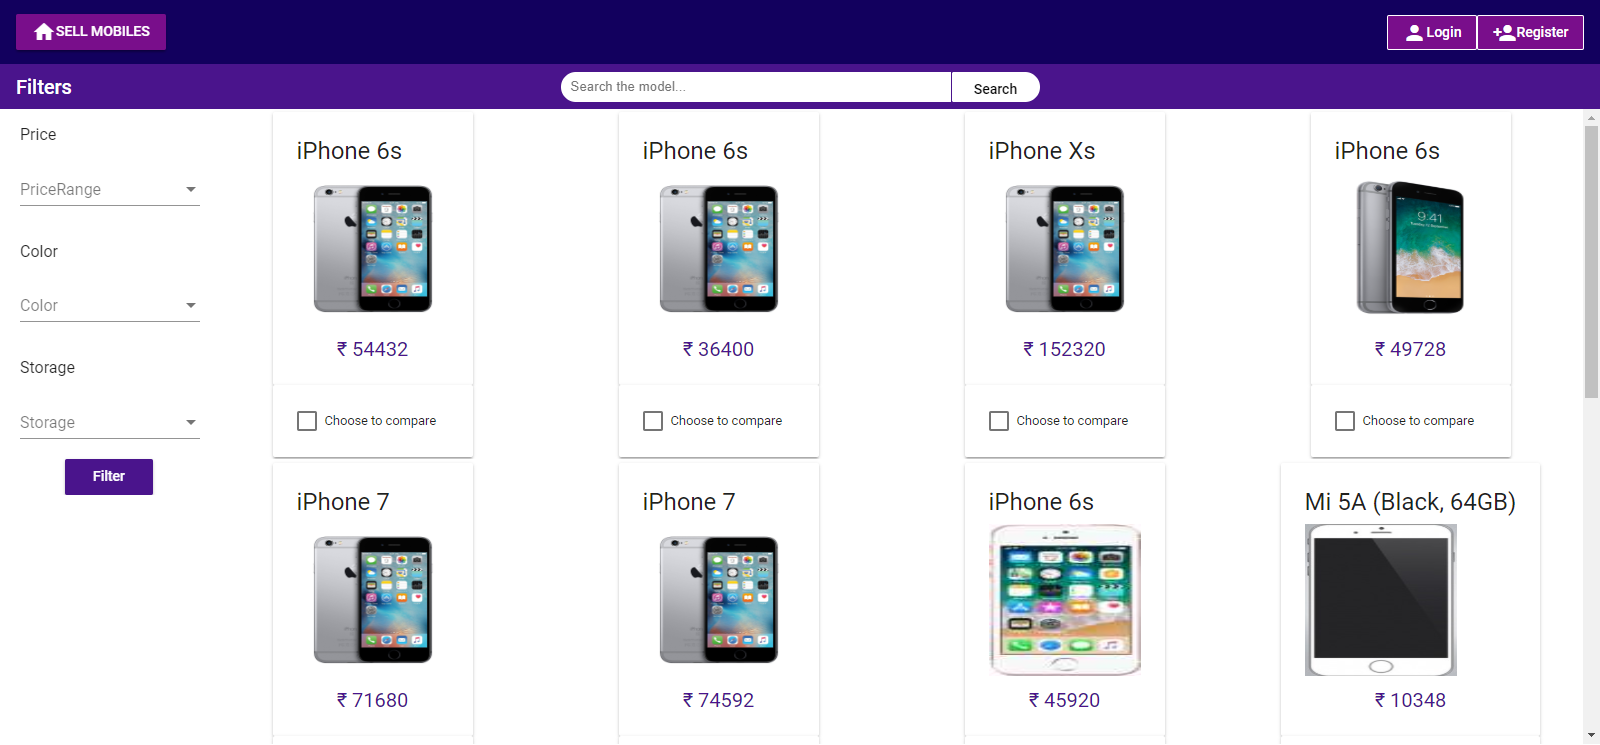 SELL MOBILES
Login
Register
Filters
Search the model...
Search
Price
PriceRange
Color
Color
Storage
Storage
Filter
iPhone 6s
₹ 54432
Choose to compare
iPhone 6s
₹ 36400
Choose to compare
iPhone Xs
₹ 152320
Choose to compare
iPhone 6s
9:41
₹ 49728
Choose to compare
iPhone 7
₹ 71680
iPhone 7
₹ 74592
iPhone 6s
₹ 45920
Mi 5A (Black, 64GB)
₹ 10348